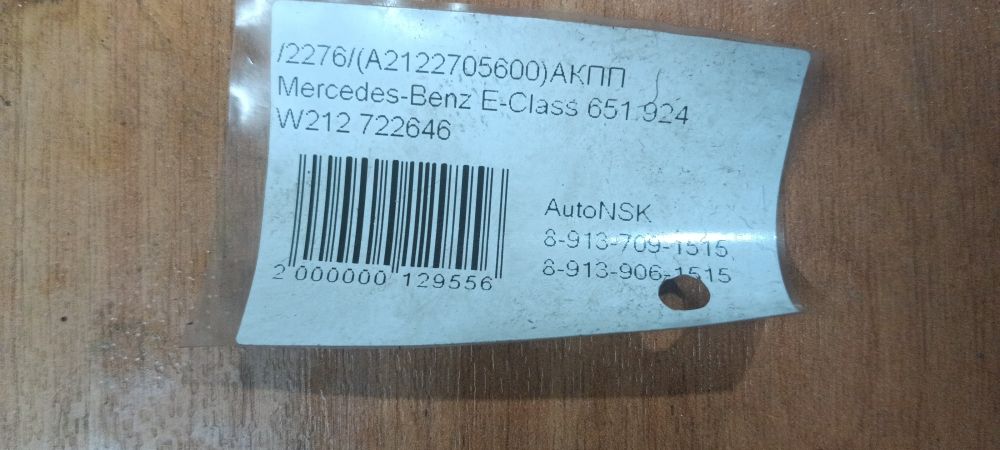 /2276/(A2122705600)АКПП
Mercedes-Benz E-Class 651.924
W212 722646
AutoNSK
8-913-709-1515,
8-913-906-1515
2 000000 129556